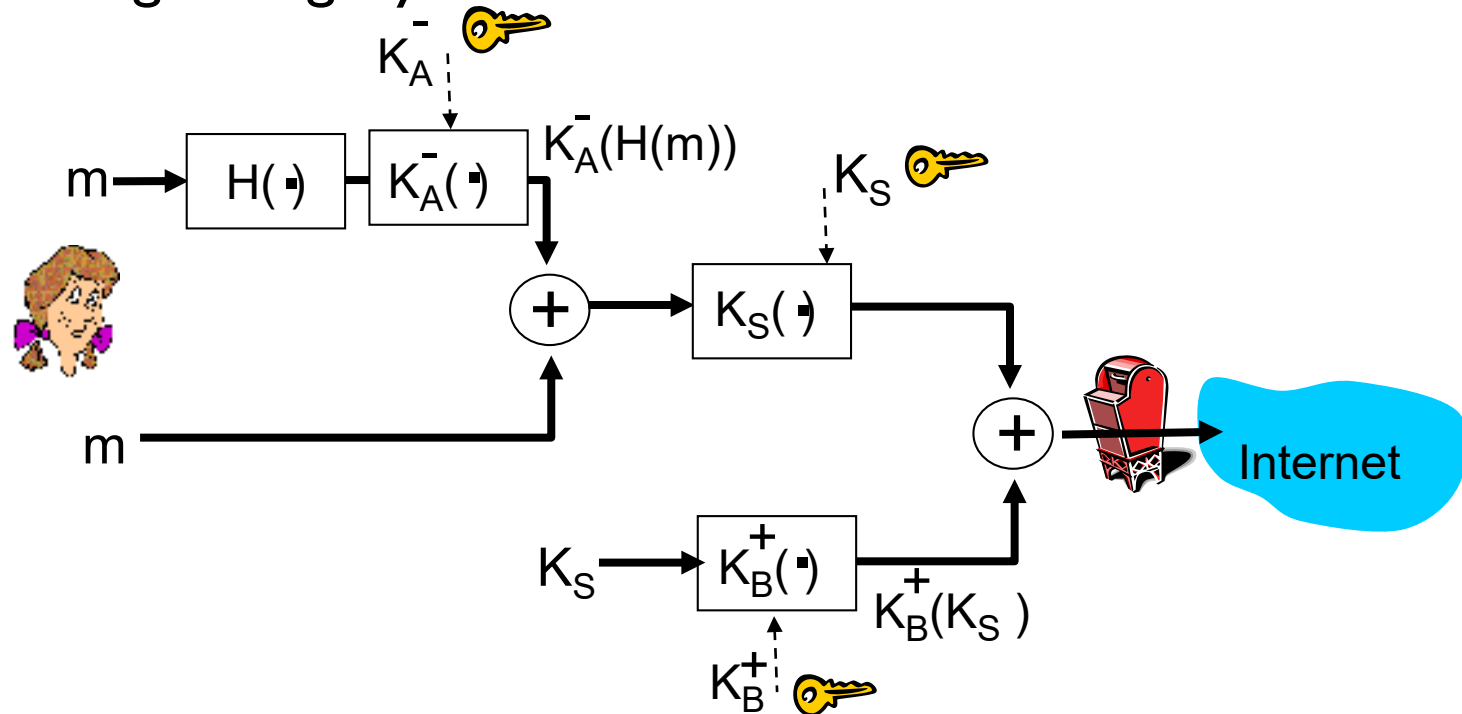 K_A^-
m
H(·)
K_A^-(·)
K_A^-(H(m))
K_S
+
K_S(·)
m
+
Internet
K_S
K_B^+(·)
K_B^+(K_S )
K_B^+